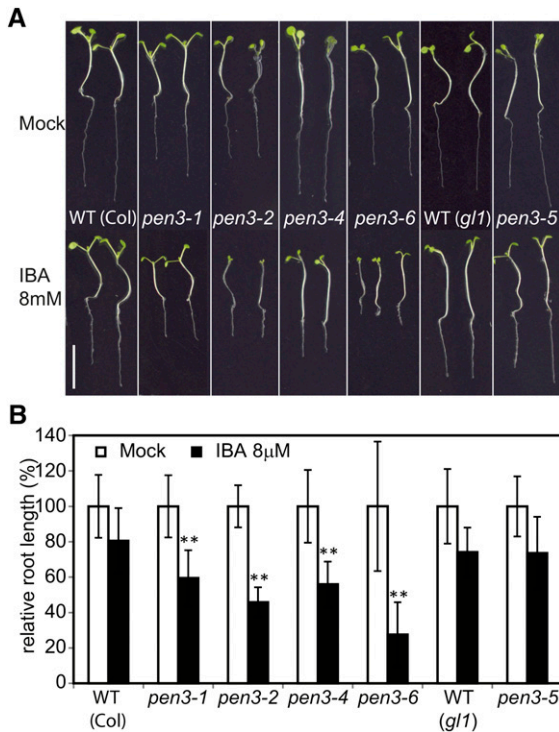 A
Mock
WT (Col) pen3-1 pen3-2 pen3-4 pen3-6 WT (gl1) pen3-5
IBA
8mM
B
relative root length (%)
140
120
100
80
60
40
20
0
Mock IBA 8μM
** ** ** **
WT
(Col)
pen3-1 pen3-2 pen3-4 pen3-6
WT
(gl1)
pen3-5